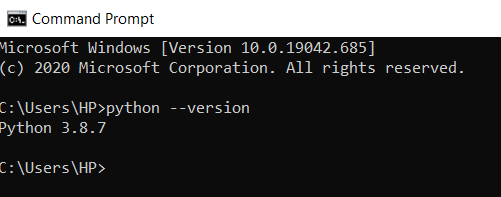 Command Prompt
Microsoft Windows [Version 10.0.19042.685]
(c) 2020 Microsoft Corporation. All rights reserved.
C:\Users\HP>python --version
Python 3.8.7
C:\Users\HP>